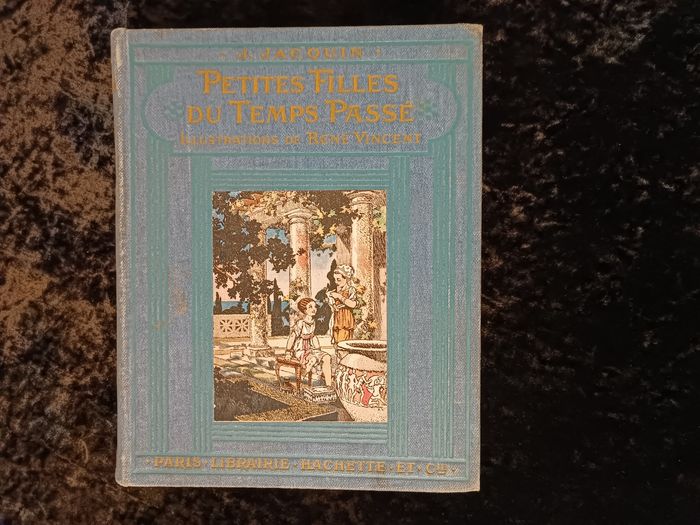 J. JACQUIN
PETITES FILLES
DU TEMPS PASSÉ
ILLUSTRATIONS DE RENÉ VINCENT
PARIS · LIBRAIRIE · HACHETTE · ET · CIE